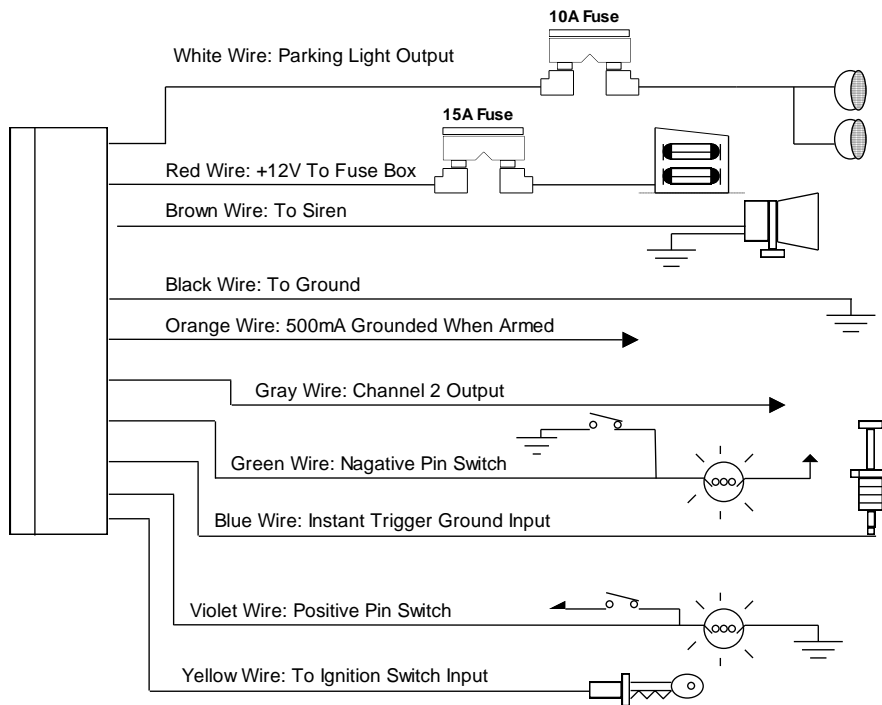 10A Fuse
White Wire: Parking Light Output
15A Fuse
Red Wire: +12V To Fuse Box
Brown Wire: To Siren
Black Wire: To Ground
Orange Wire: 500mA Grounded When Armed
Gray Wire: Channel 2 Output
Green Wire: Nagative Pin Switch
Blue Wire: Instant Trigger Ground Input
Violet Wire: Positive Pin Switch
Yellow Wire: To Ignition Switch Input